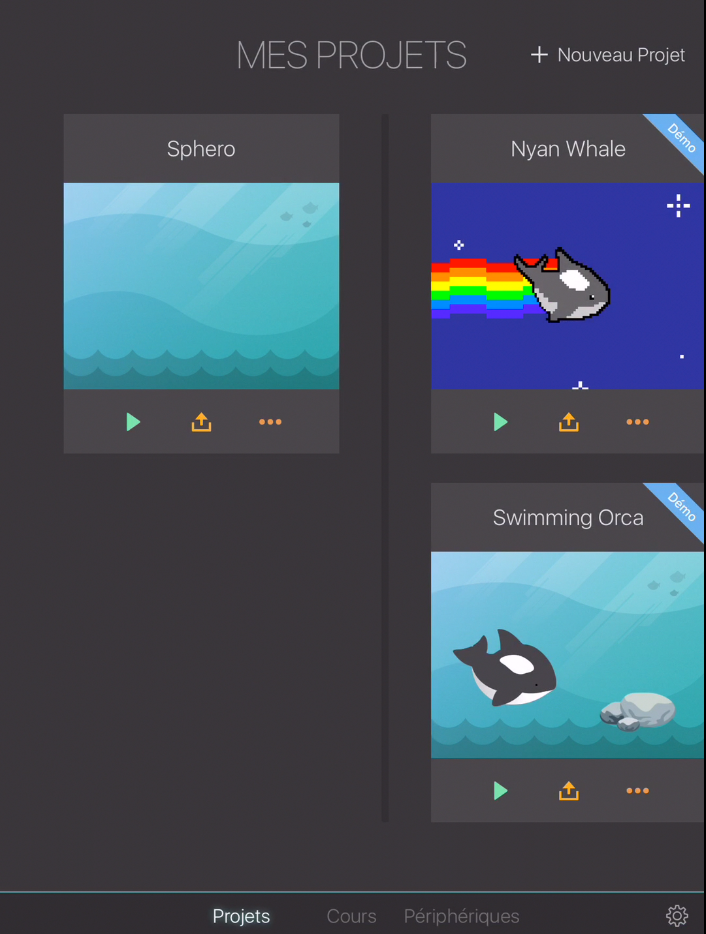 MES PROJETS
+ Nouveau Projet
Sphero
Nyan Whale
Démo
Swimming Orca
Démo
Projets
Cours
Périphériques